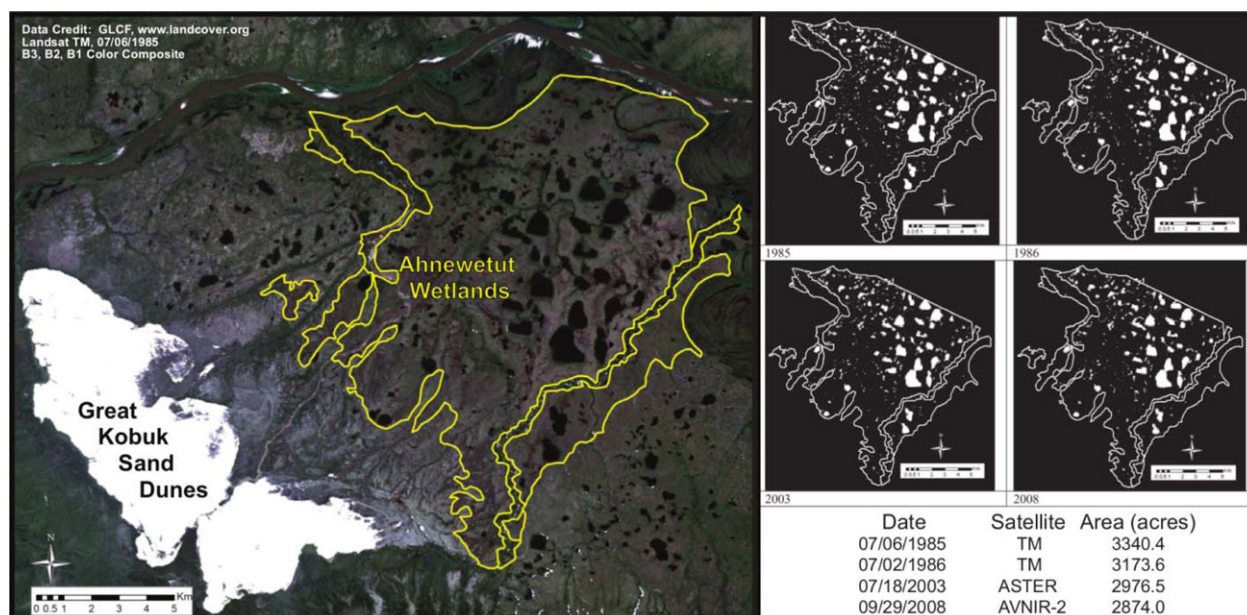 Data Credit: GLCF, www.landcover.org
Landsat TM, 07/06/1985
B3, B2, B1 Color Composite
Ahnewetut
Wetlands
Great
Kobuk
Sand
Dunes
N
Km
0 0.5 1 2 3 4 5
1985
1986
2003
2008
Date Satellite Area (acres)
07/06/1985 TM 3340.4
07/02/1986 TM 3173.6
07/18/2003 ASTER 2976.5
09/29/2008 AVNIR-2 2874.0